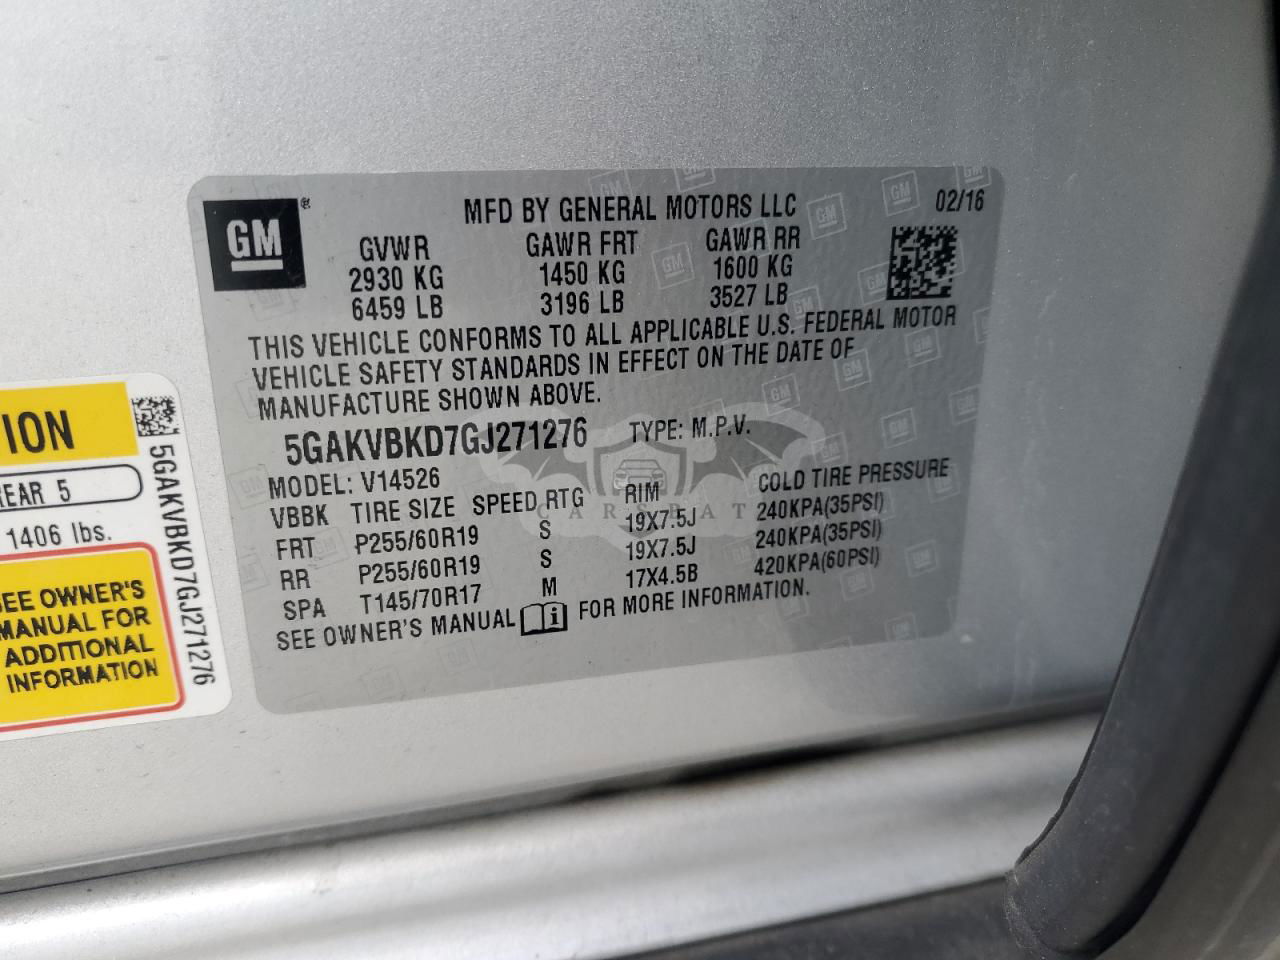 GM
MFD BY GENERAL MOTORS LLC 02/16
GVWR GAWR FRT GAWR RR
2930 KG 1450 KG 1600 KG
6459 LB 3196 LB 3527 LB
THIS VEHICLE CONFORMS TO ALL APPLICABLE U.S. FEDERAL MOTOR
VEHICLE SAFETY STANDARDS IN EFFECT ON THE DATE OF
MANUFACTURE SHOWN ABOVE.
5GAKVBKD7GJ271276 TYPE: M.P.V.
MODEL: V14526
VBBK TIRE SIZE SPEED RTG RIM COLD TIRE PRESSURE
FRT P255/60R19 S 19X7.5J 240KPA(35PSI)
RR P255/60R19 S 19X7.5J 240KPA(35PSI)
SPA T145/70R17 M 17X4.5B 420KPA(60PSI)
SEE OWNER'S MANUAL i FOR MORE INFORMATION.
CARSBAT
ION
REAR 5
1406 lbs.
SEE OWNER'S
MANUAL FOR
ADDITIONAL
INFORMATION
5GAKVBKD7GJ271276